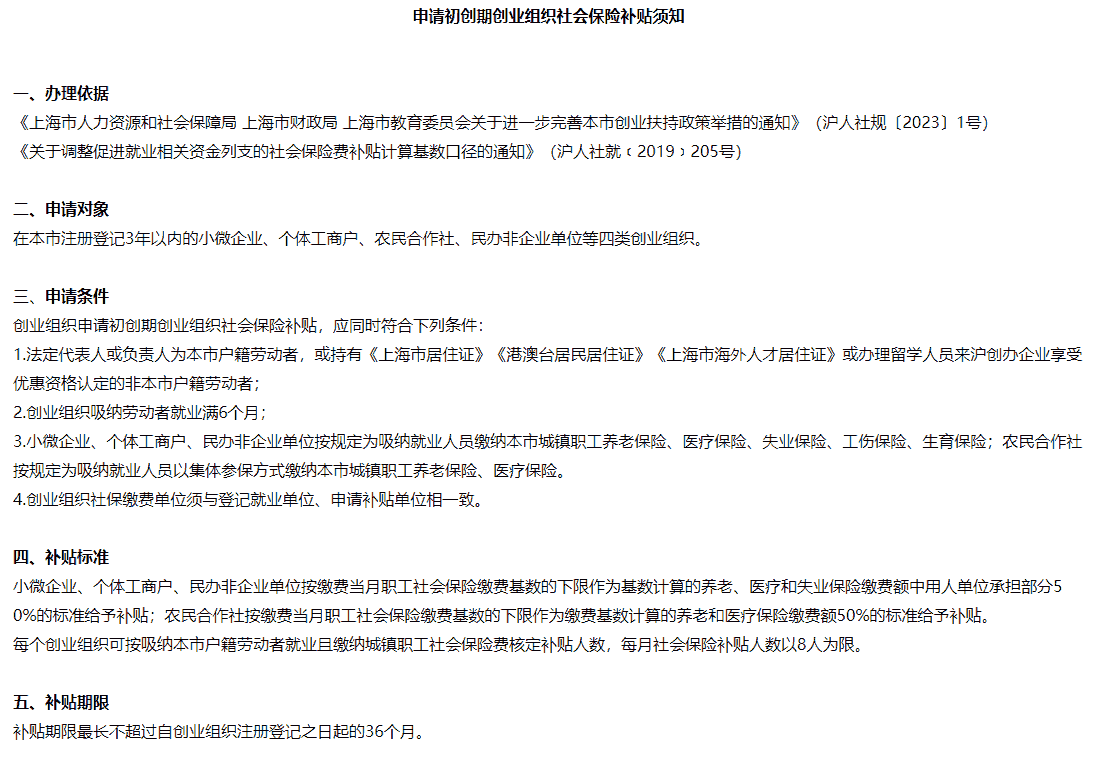 申请初创期创业组织社会保险补贴须知
一、办理依据
《上海市人力资源和社会保障局 上海市财政局 上海市教育委员会关于进一步完善本市创业扶持政策举措的通知》（沪人社规〔2023〕1号）
《关于调整促进就业相关资金列支的社会保险费补贴计算基数口径的通知》（沪人社就﹝2019﹞205号）
二、申请对象
在本市注册登记3年以内的小微企业、个体工商户、农民合作社、民办非企业单位等四类创业组织。
三、申请条件
创业组织申请初创期创业组织社会保险补贴，应同时符合下列条件：
1.法定代表人或负责人为本市户籍劳动者，或持有《上海市居住证》《港澳台居民居住证》《上海市海外人才居住证》或办理留学人员来沪创办企业享受
优惠资格认定的非本市户籍劳动者；
2.创业组织吸纳劳动者就业满6个月；
3.小微企业、个体工商户、民办非企业单位按规定为吸纳就业人员缴纳本市城镇职工养老保险、医疗保险、失业保险、工伤保险、生育保险；农民合作社
按规定为吸纳就业人员以集体参保方式缴纳本市城镇职工养老保险、医疗保险。
4.创业组织社保缴费单位须与登记就业单位、申请补贴单位相一致。
四、补贴标准
小微企业、个体工商户、民办非企业单位按缴费当月职工社会保险缴费基数的下限作为基数计算的养老、医疗和失业保险缴费额中用人单位承担部分5
0%的标准给予补贴；农民合作社按缴费当月职工社会保险缴费基数的下限作为缴费基数计算的养老和医疗保险缴费额50%的标准给予补贴。
每个创业组织可按吸纳本市户籍劳动者就业且缴纳城镇职工社会保险费核定补贴人数，每月社会保险补贴人数以8人为限。
五、补贴期限
补贴期限最长不超过自创业组织注册登记之日起的36个月。